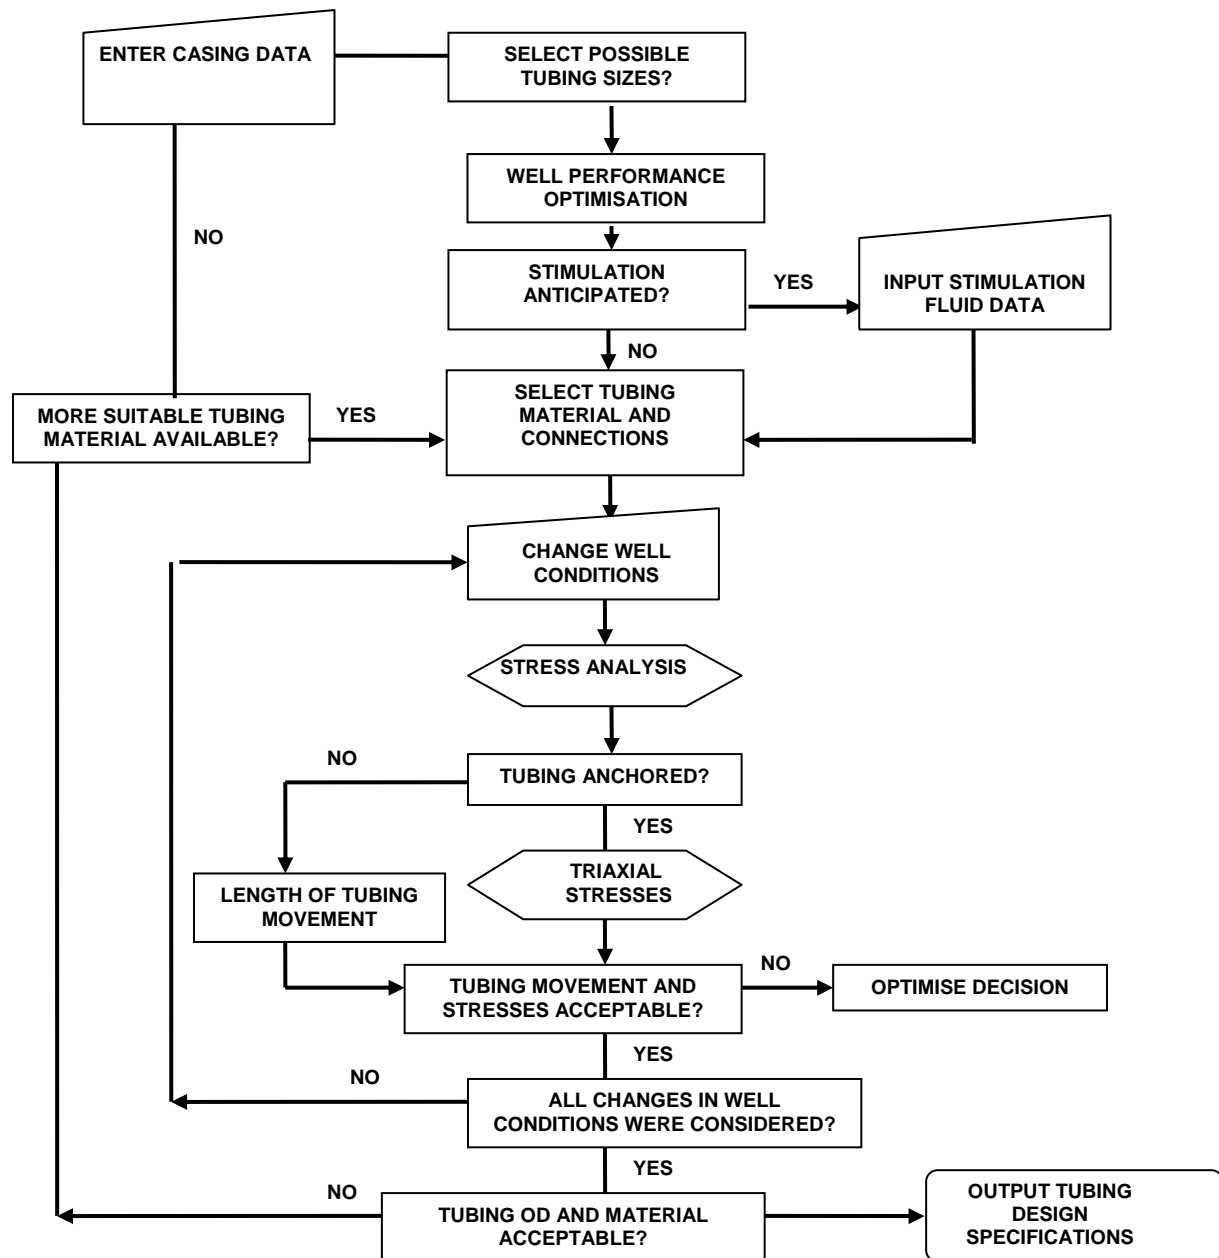 ENTER CASING DATA
SELECT POSSIBLE
TUBING SIZES?
WELL PERFORMANCE
OPTIMISATION
NO
STIMULATION
ANTICIPATED?
YES
INPUT STIMULATION
FLUID DATA
NO
MORE SUITABLE TUBING
MATERIAL AVAILABLE?
YES
SELECT TUBING
MATERIAL AND
CONNECTIONS
CHANGE WELL
CONDITIONS
STRESS ANALYSIS
NO
TUBING ANCHORED?
YES
LENGTH OF TUBING
MOVEMENT
TRIAXIAL
STRESSES
TUBING MOVEMENT AND
STRESSES ACCEPTABLE?
NO
OPTIMISE DECISION
YES
NO
ALL CHANGES IN WELL
CONDITIONS WERE CONSIDERED?
YES
NO
TUBING OD AND MATERIAL
ACCEPTABLE?
OUTPUT TUBING
DESIGN
SPECIFICATIONS